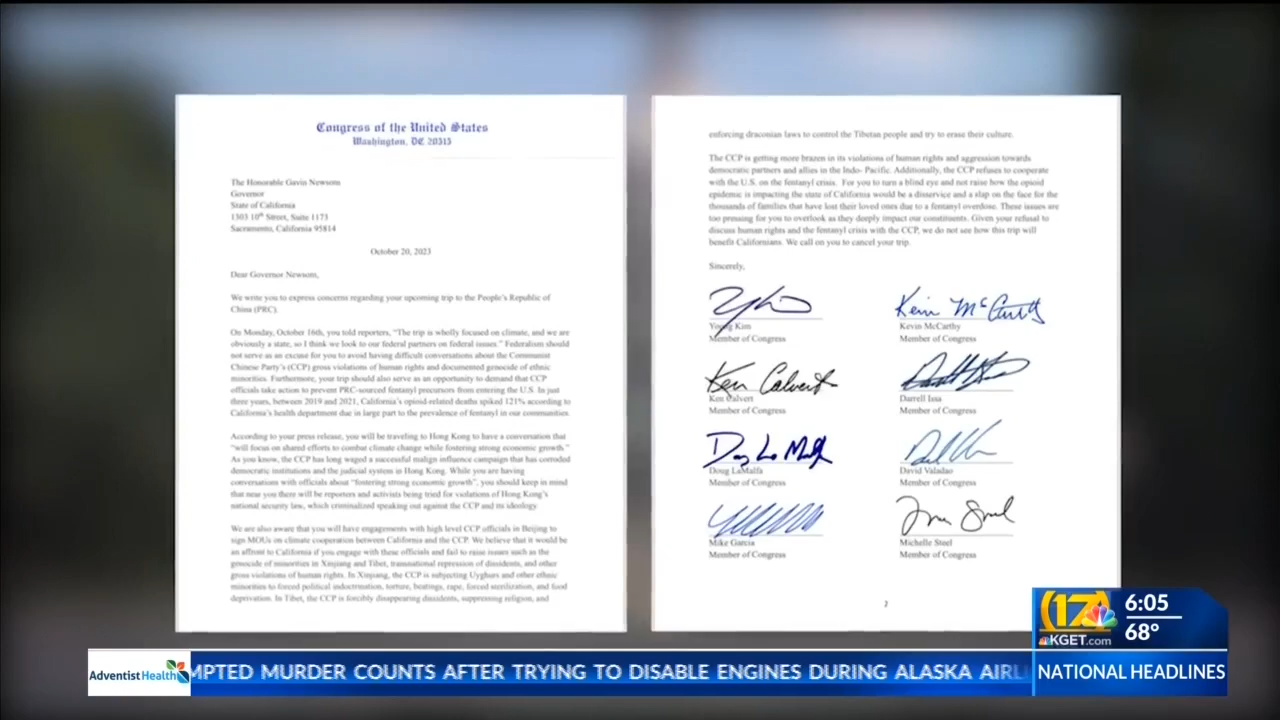 Congress of the United States
Washington, DC 20515
The Honorable Gavin Newsom
Governor
State of California
1303 10th Street, Suite 1173
Sacramento, California 95814
October 20, 2023
Dear Governor Newsom,
We write you to express concerns regarding your upcoming trip to the People's Republic of
China (PRC).
On Monday, October 16th, you told reporters, "The trip is wholly focused on climate, and we are
obviously a state, so I think we look to our federal partners on federal issues." Federalism should
not serve as an excuse for you to avoid having difficult conversations about the Communist
Chinese Party's (CCP) gross violations of human rights and documented genocide of ethnic
minorities. Furthermore, your trip should also serve as an opportunity to demand that CCP
officials take action to prevent PRC-sourced fentanyl precursors from entering the U.S. In just
three years, between 2019 and 2021, California's opioid-related deaths spiked 121% according to
California's health department due in large part to the prevalence of fentanyl in our communities.
According to your press release, you will be traveling to Hong Kong to have a conversation that
"will focus on shared efforts to combat climate change while fostering strong economic growth."
As you know, the CCP has long waged a successful malign influence campaign that has corroded
democratic institutions and the judicial system in Hong Kong. While you are having
conversations with officials about "fostering strong economic growth", you should keep in mind
that near you there will be reporters and activists being tried for violations of Hong Kong's
national security law, which criminalized speaking out against the CCP and its ideology.
We are also aware that you will have engagements with high level CCP officials in Beijing to
sign MOUs on climate cooperation between California and the CCP. We believe that it would be
an affront to California if you engage with these officials and fail to raise issues such as the
genocide of minorities in Xinjiang and Tibet, transnational repression of dissidents, and other
gross violations of human rights. In Xinjiang, the CCP is subjecting Uyghurs and other ethnic
minorities to forced political indoctrination, torture, beatings, rape, forced sterilization, and food
deprivation. In Tibet, the CCP is forcibly disappearing dissidents, suppressing religion, and
enforcing draconian laws to control the Tibetan people and try to erase their culture.
The CCP is getting more brazen in its violations of human rights and aggression towards
democratic partners and allies in the Indo- Pacific. Additionally, the CCP refuses to cooperate
with the U.S. on the fentanyl crisis. For you to turn a blind eye and not raise how the opioid
epidemic is impacting the state of California would be a disservice and a slap on the face for the
thousands of families that have lost their loved ones due to a fentanyl overdose. These issues are
too pressing for you to overlook as they deeply impact our constituents. Given your refusal to
discuss human rights and the fentanyl crisis with the CCP, we do not see how this trip will
benefit Californians. We call on you to cancel your trip.
Sincerely,
Young Kim
Member of Congress
Kevin McCarthy
Kevin McCarthy
Member of Congress
Ken Calvert
Ken Calvert
Member of Congress
Darrell Issa
Member of Congress
Doug LaMalfa
Doug LaMalfa
Member of Congress
David Valadao
Member of Congress
Mike Garcia
Member of Congress
Michelle Steel
Member of Congress
2
17
KGET.com
6:05
68°
Adventist Health
MPTED MURDER COUNTS AFTER TRYING TO DISABLE ENGINES DURING ALASKA AIRL
NATIONAL HEADLINES